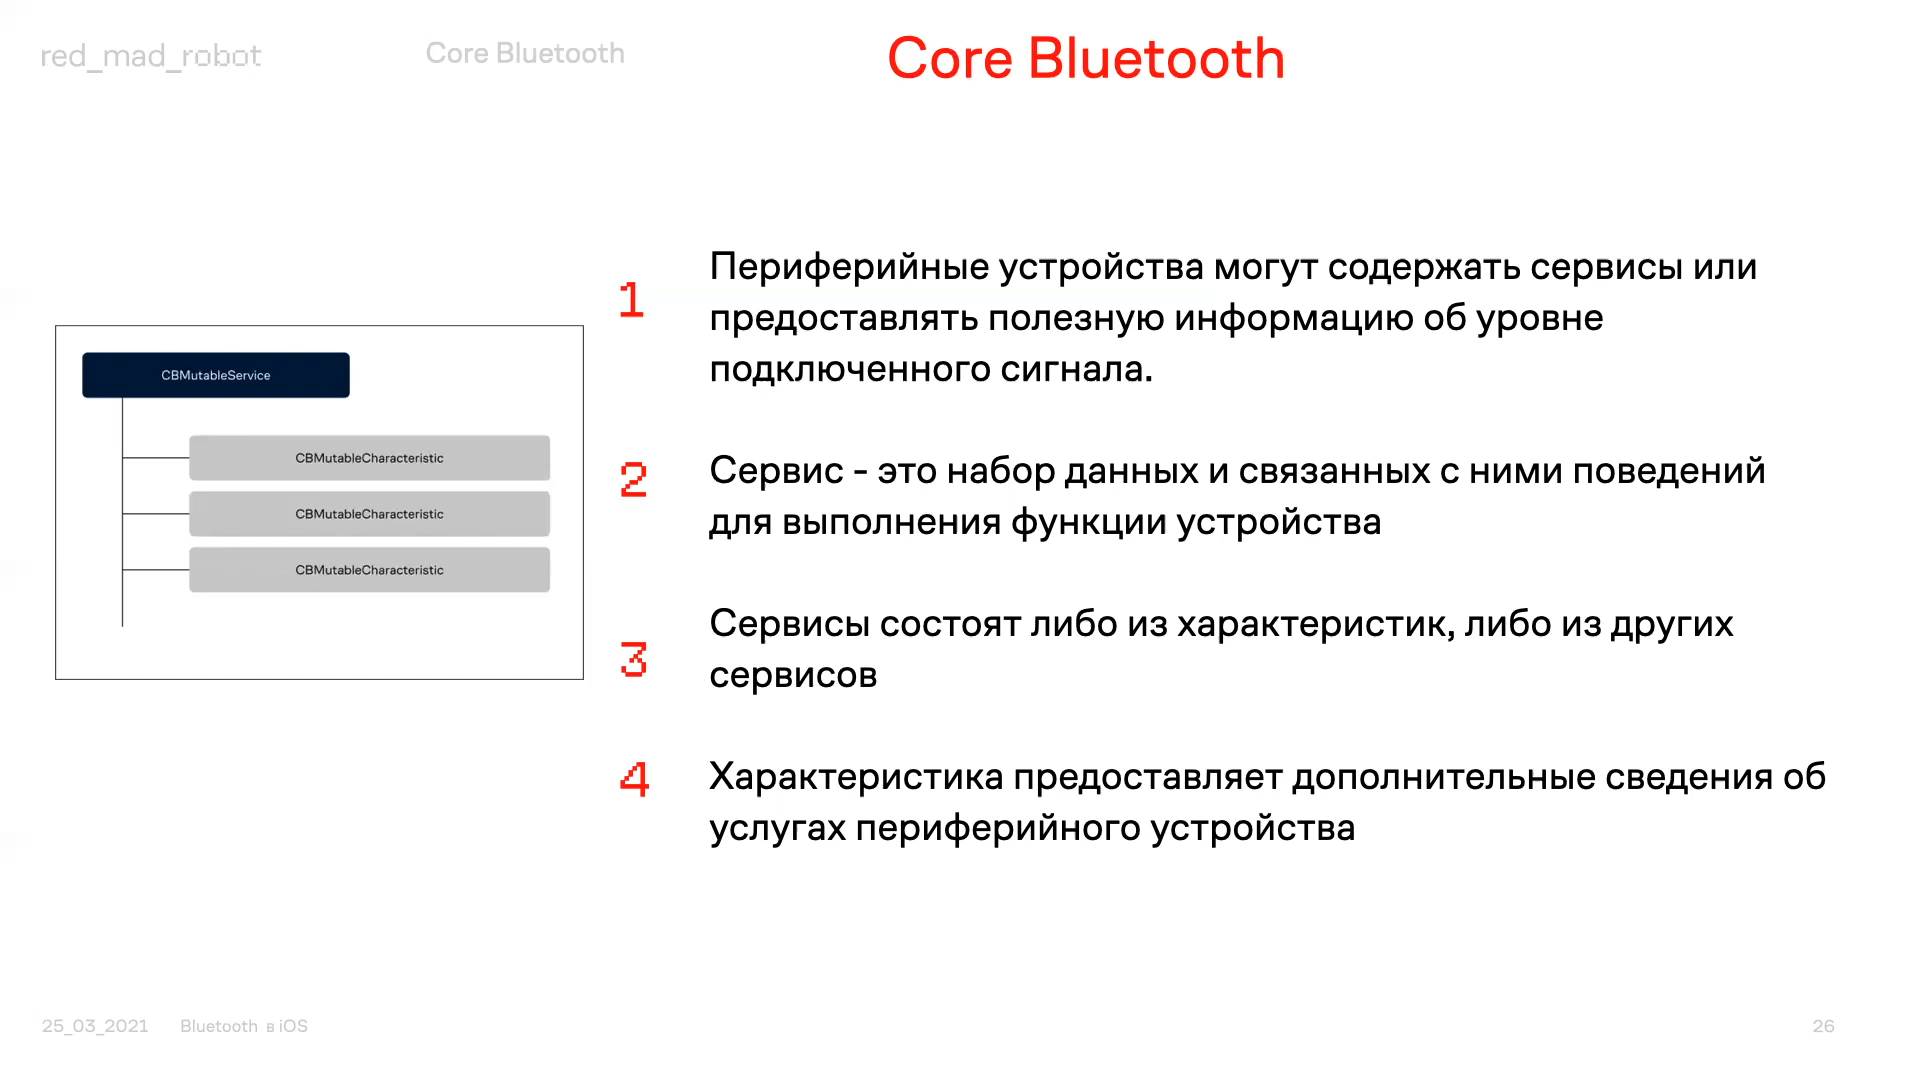 red_mad_robot
Core Bluetooth
Core Bluetooth
CBMutableService
CBMutableCharacteristic
CBMutableCharacteristic
CBMutableCharacteristic
1
Периферийные устройства могут содержать сервисы или
предоставлять полезную информацию об уровне
подключенного сигнала.
2
Сервис - это набор данных и связанных с ними поведений
для выполнения функции устройства
3
Сервисы состоят либо из характеристик, либо из других
сервисов
4
Характеристика предоставляет дополнительные сведения об
услугах периферийного устройства
25_03_2021
Bluetooth в iOS
26